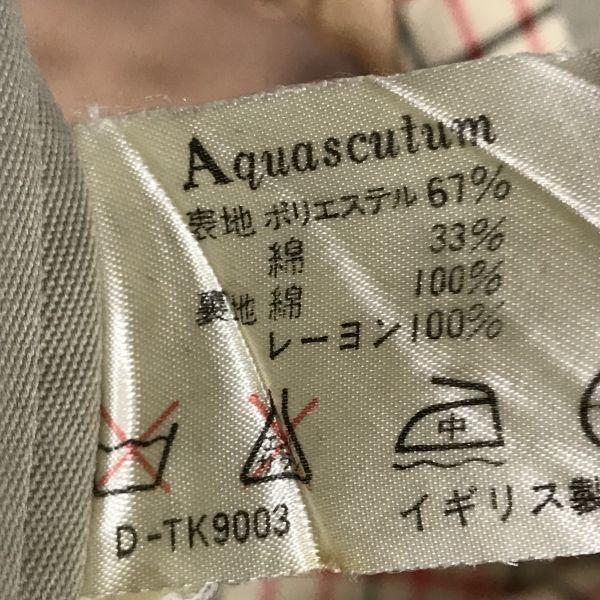 Aquascutum
表地 ポリエステル 67%
綿 33%
裏地 綿 100%
レーヨン 100%
中
D-TK9003
イギリス製